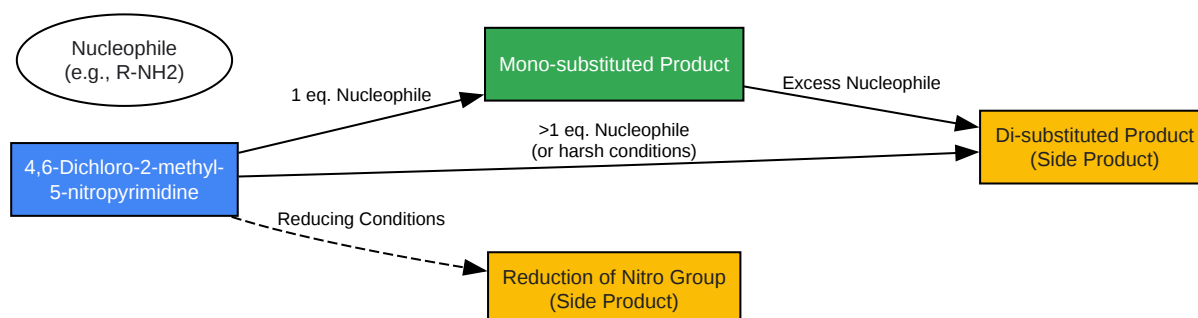 Nucleophile
(e.g., R-NH2)
Mono-substituted Product
1 eq. Nucleophile
Excess Nucleophile
4,6-Dichloro-2-methyl-
5-nitropyrimidine
>1 eq. Nucleophile
(or harsh conditions)
Di-substituted Product
(Side Product)
Reducing Conditions
Reduction of Nitro Group
(Side Product)